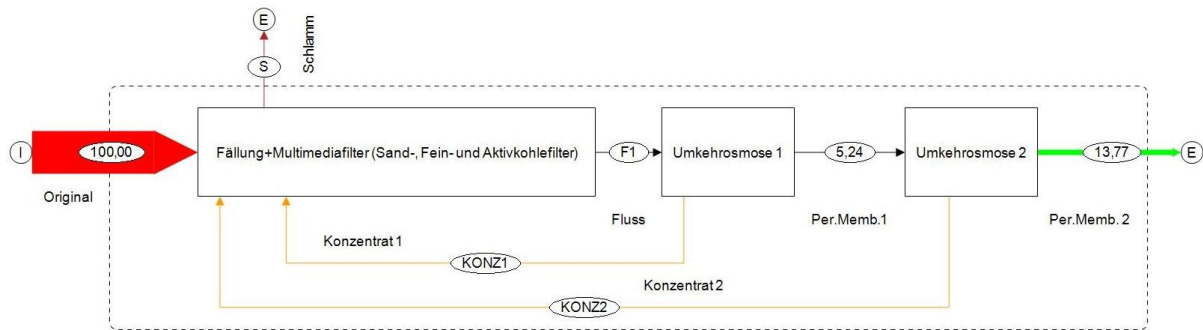 E
Schlamm
S
I
100,00
Original
Fällung+Multimediafilter (Sand-, Fein- und Aktivkohlefilter)
F1
Fluss
Umkehrosmose 1
5,24
Per.Memb.1
Umkehrosmose 2
13,77
Per.Memb. 2
E
Konzentrat 1
KONZ1
Konzentrat 2
KONZ2